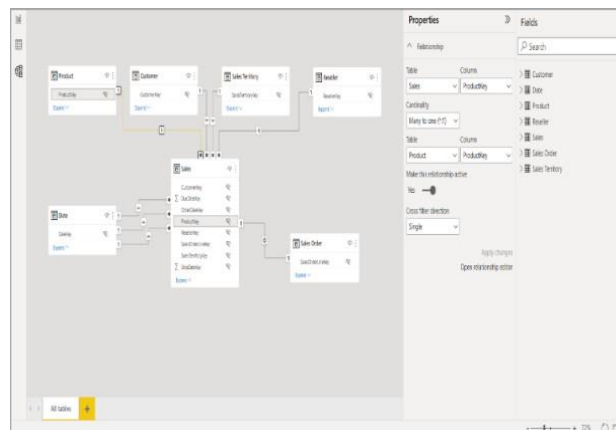 Properties
Fields
Relationship
Search
Table
Column
Sales
ProductKey
Cardinality
Many to one (*:1)
Table
Column
Product
ProductKey
Make this relationship active
Yes
Cross filter direction
Single
Apply changes
Open relationship editor
Customer
Date
Product
Reseller
Sales
Sales Order
Sales Territory
Product
ProductKey
Customer
CustomerKey
Sales Territory
SalesTerritoryKey
Reseller
ResellerKey
Sales
CustomerKey
DueDateKey
OrderDateKey
ProductKey
ResellerKey
SalesOrderLineKey
SalesTerritoryKey
ShipDateKey
Date
DateKey
Sales Order
SalesOrderLineKey
All tables